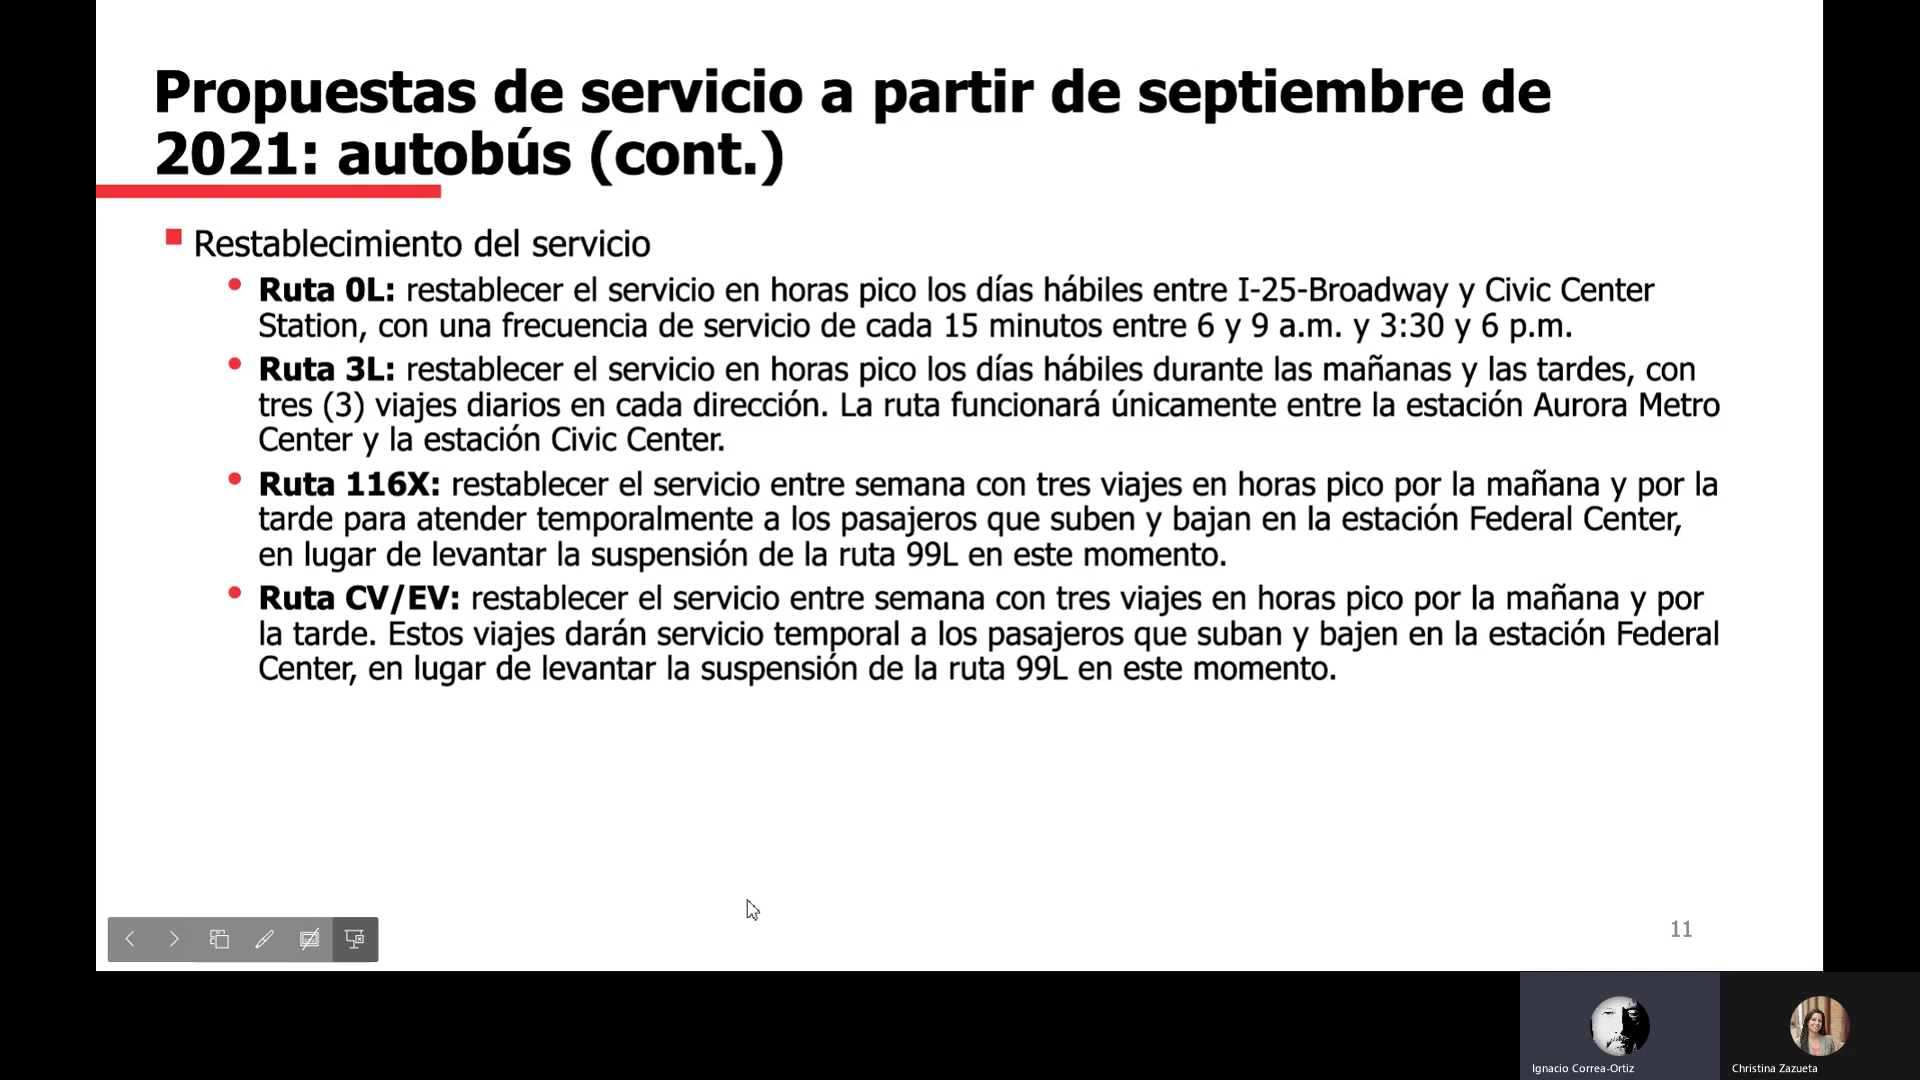 Propuestas de servicio a partir de septiembre de
2021: autobús (cont.)
Restablecimiento del servicio
Ruta 0L: restablecer el servicio en horas pico los días hábiles entre I-25-Broadway y Civic Center
Station, con una frecuencia de servicio de cada 15 minutos entre 6 y 9 a.m. y 3:30 y 6 p.m.
Ruta 3L: restablecer el servicio en horas pico los días hábiles durante las mañanas y las tardes, con
tres (3) viajes diarios en cada dirección. La ruta funcionará únicamente entre la estación Aurora Metro
Center y la estación Civic Center.
Ruta 116X: restablecer el servicio entre semana con tres viajes en horas pico por la mañana y por la
tarde para atender temporalmente a los pasajeros que suben y bajan en la estación Federal Center,
en lugar de levantar la suspensión de la ruta 99L en este momento.
Ruta CV/EV: restablecer el servicio entre semana con tres viajes en horas pico por la mañana y por
la tarde. Estos viajes darán servicio temporal a los pasajeros que suban y bajen en la estación Federal
Center, en lugar de levantar la suspensión de la ruta 99L en este momento.
11
Ignacio Correa-Ortiz
Christina Zazueta